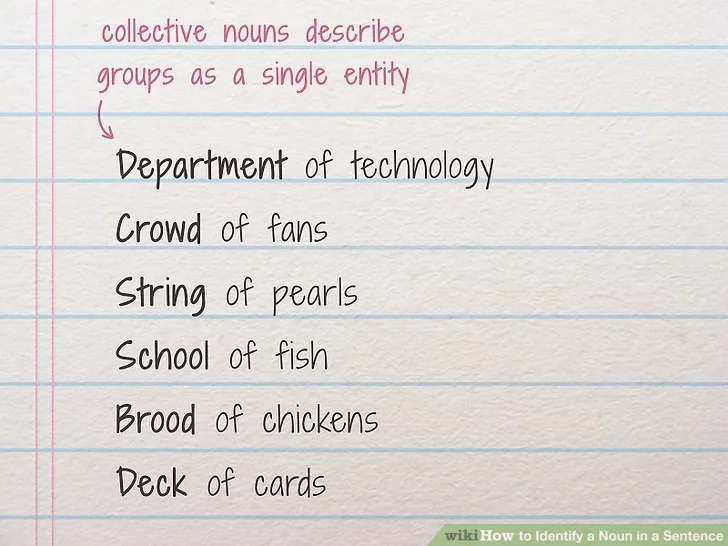 collective nouns describe
groups as a single entity
Department of technology
Crowd of fans
String of pearls
School of fish
Brood of chickens
Deck of cards
wikiHow to Identify a Noun in a Sentence